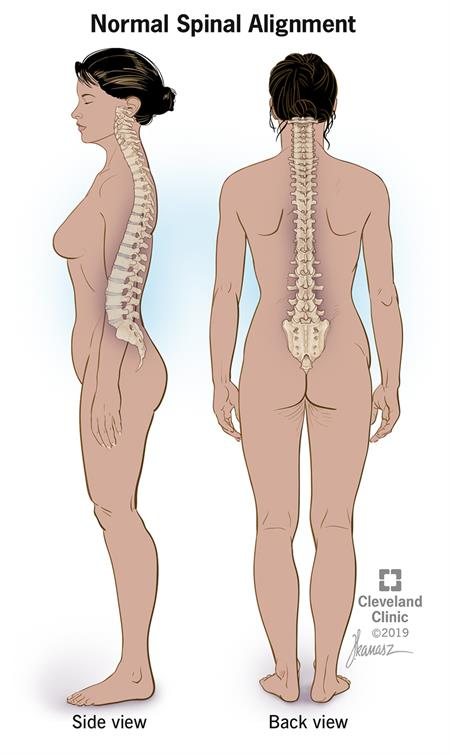 Normal Spinal Alignment
Cleveland
Clinic
©2019
Side view
Back view